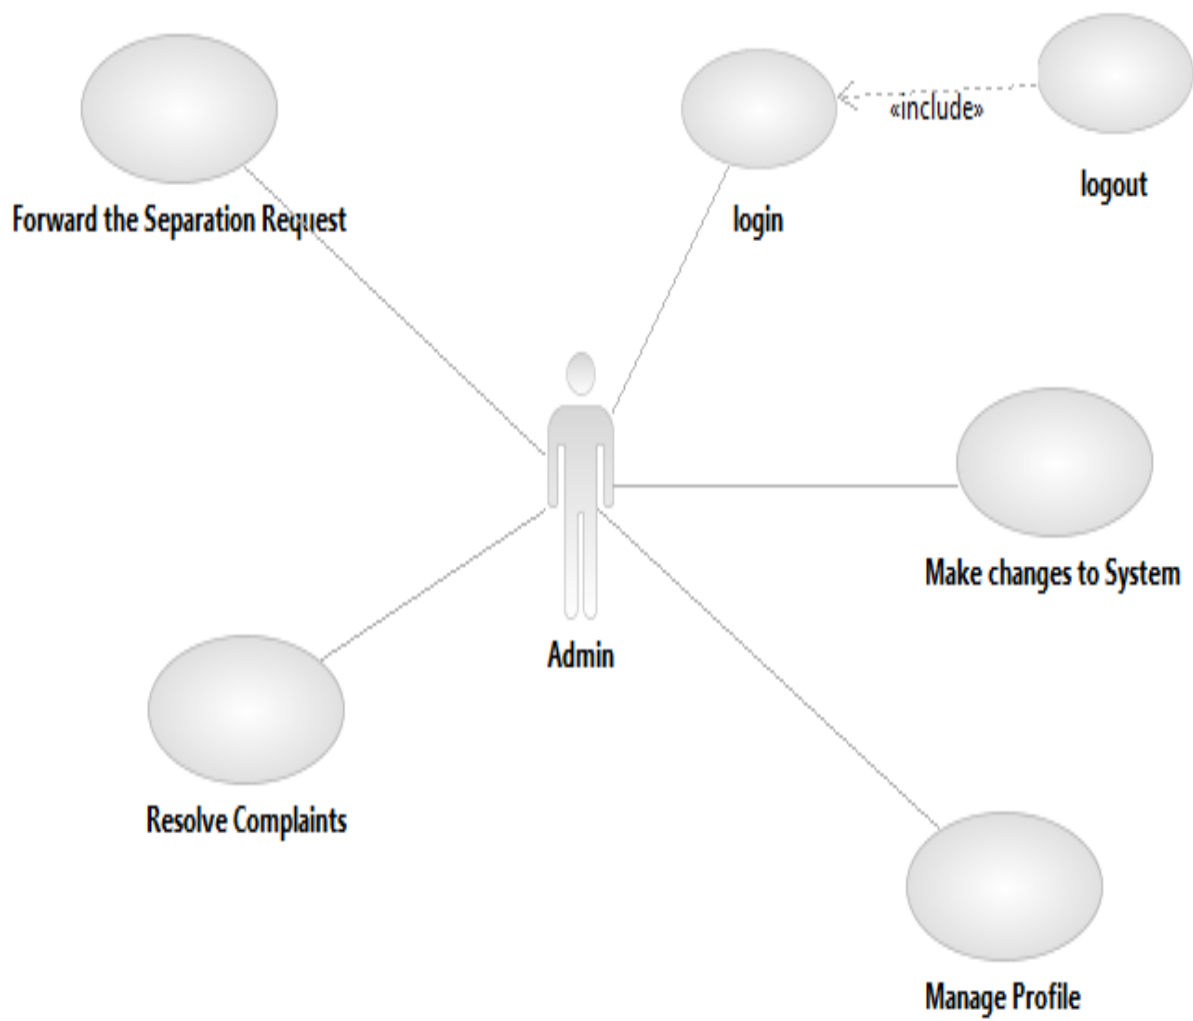 «include»
logout
Forward the Separation Request
login
Make changes to System
Admin
Resolve Complaints
Manage Profile